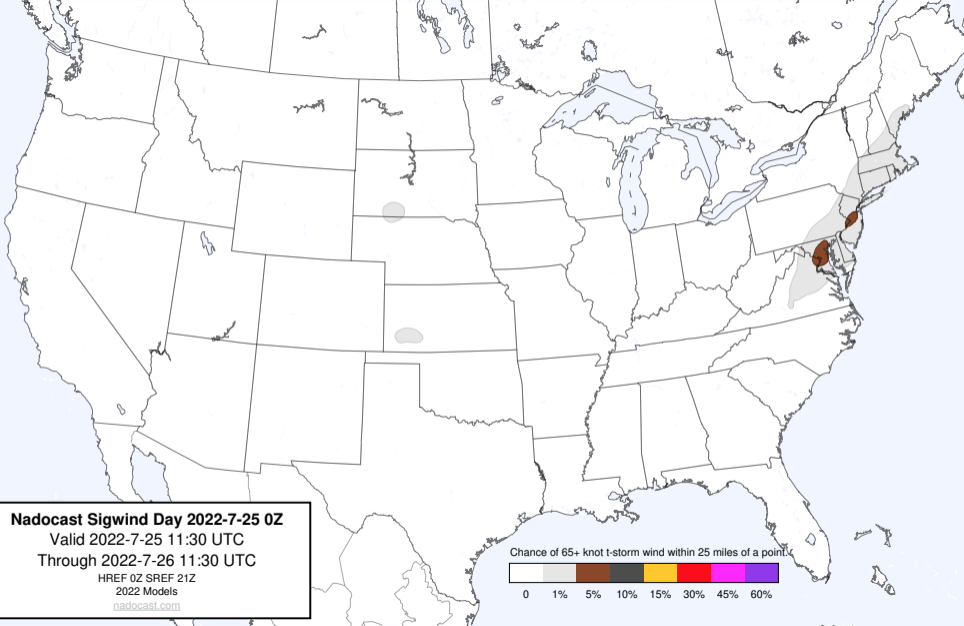 Nadocast Sigwind Day 2022-7-25 0Z
Valid 2022-7-25 11:30 UTC
Through 2022-7-26 11:30 UTC
HREF 0Z SREF 21Z
2022 Models
nadocast.com
Chance of 65+ knot t-storm wind within 25 miles of a point.
0 1% 5% 10% 15% 30% 45% 60%